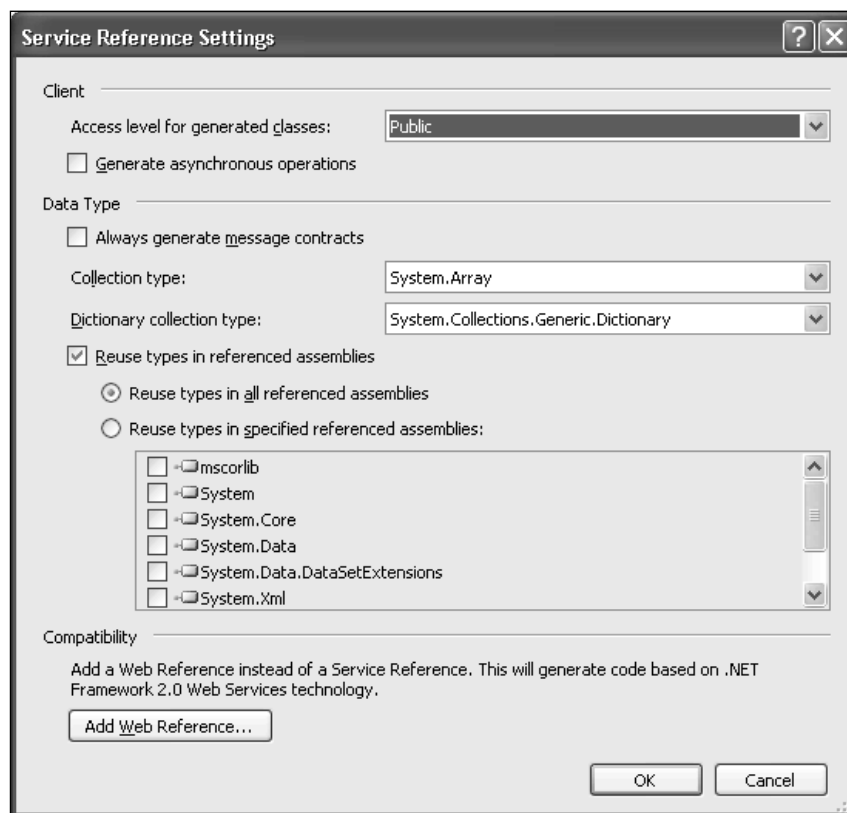 Service Reference Settings
Client
Access level for generated classes:
Public
Generate asynchronous operations
Data Type
Always generate message contracts
Collection type:
System.Array
Dictionary collection type:
System.Collections.Generic.Dictionary
Reuse types in referenced assemblies
Reuse types in all referenced assemblies
Reuse types in specified referenced assemblies:
mscorlib
System
System.Core
System.Data
System.Data.DataSetExtensions
System.Xml
Compatibility
Add a Web Reference instead of a Service Reference. This will generate code based on .NET
Framework 2.0 Web Services technology.
Add Web Reference...
OK
Cancel